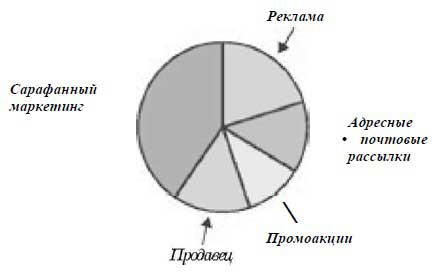 Реклама
Сарафанный
маркетинг
Адресные
• почтовые
рассылки
Промоакции
Продавец